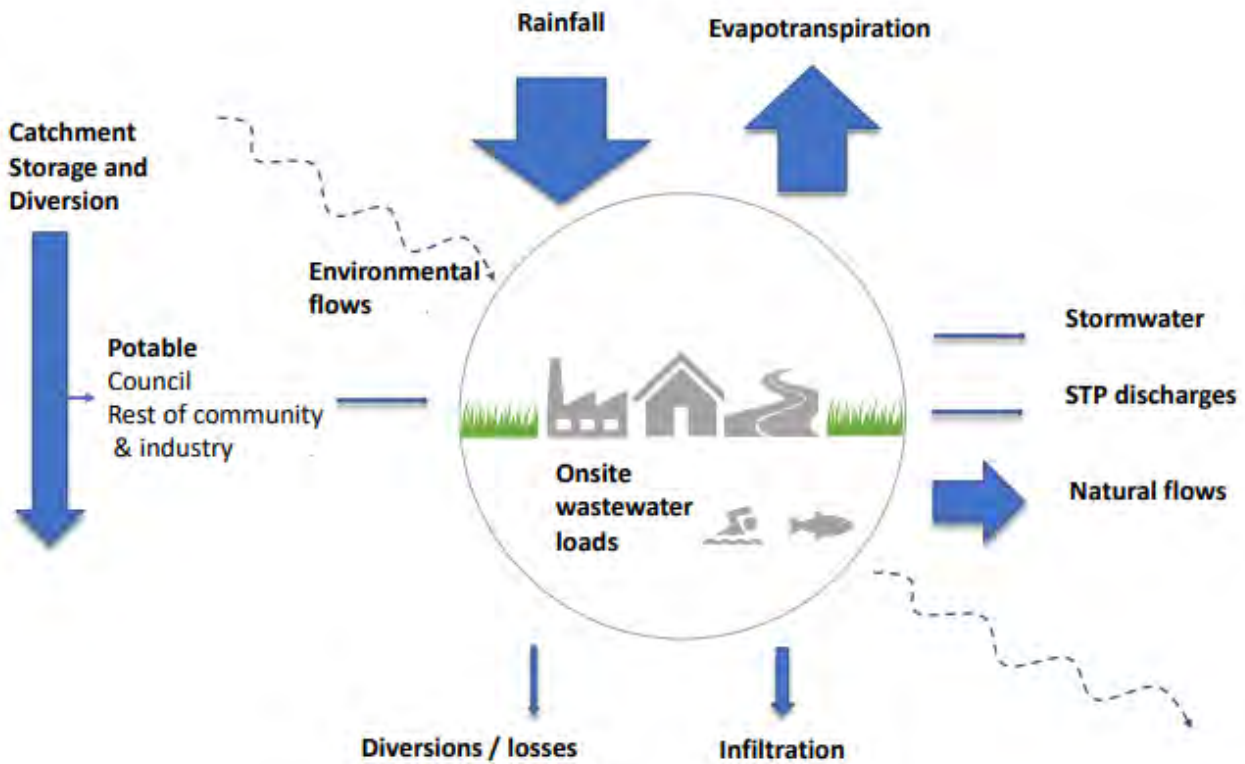 Rainfall
Evapotranspiration
Catchment
Storage and
Diversion
Environmental
flows
Potable
Council
Rest of community
& industry
Stormwater
STP discharges
Natural flows
Onsite
wastewater
loads
Diversions / losses
Infiltration